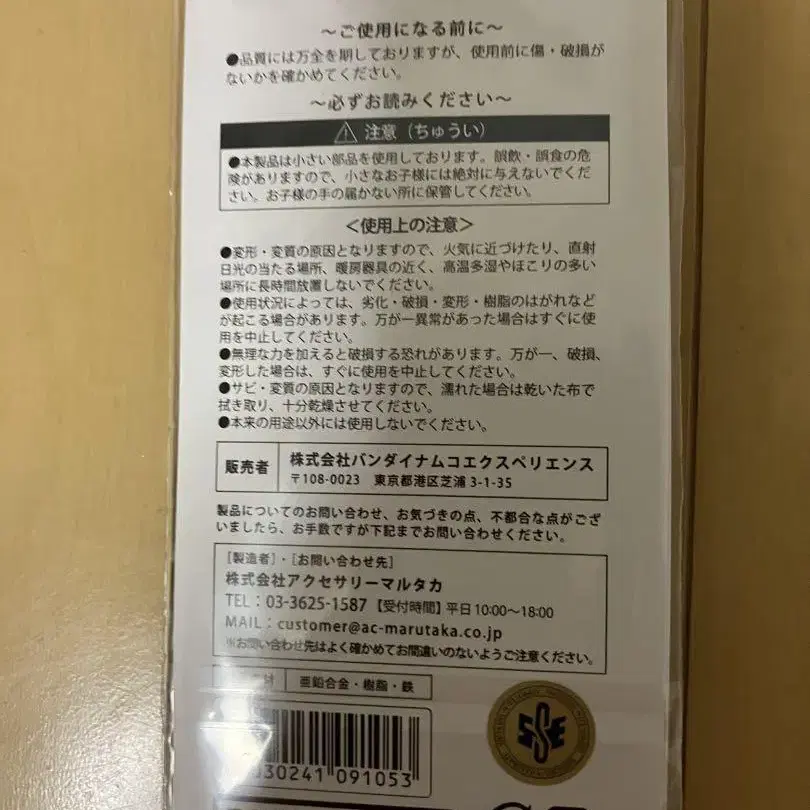 ～ご使用になる前に～
●品質には万全を期しておりますが、使用前に傷・破損が
ないかを確かめてください。
～必ずお読みください～
注意（ちゅうい）
●本製品は小さい部品を使用しております。誤飲・誤食の危
険がありますので、小さなお子様には絶対に与えないでくだ
さい。お子様の手の届かない所に保管してください。
＜使用上の注意＞
●変形・変質の原因となりますので、火気に近づけたり、直射
日光の当たる場所、暖房器具の近く、高温多湿やほこりの多い
場所に長時間放置しないでください。
●使用状況によっては、劣化・破損・変形・樹脂のはがれなど
が起こる場合があります。万が一異常があった場合はすぐに使
用を中止してください。
●無理な力を加えると破損する恐れがあります。万が一、破損、
変形した場合は、すぐに使用を中止してください。
●サビ・変質の原因となりますので、濡れた場合は乾いた布で
拭き取り、十分乾燥させてください。
●本来の用途以外には使用しないでください。
販売者
株式会社バンダイナムコエクスペリエンス
〒108-0023　東京都港区芝浦 3-1-35
製品についてのお問い合わせ、お気づきの点、不都合な点がござ
いましたら、お手数ですが下記までお問い合わせください。
［製造者］・［お問い合わせ先］
株式会社アクセサリーマルタカ
TEL：03-3625-1587 【受付時間】平日 10:00～18:00
MAIL：customer@ac-marutaka.co.jp
※お問い合わせ先はよく確かめてお間違いのないようご注意ください。
亜鉛合金・樹脂・鉄
30241 091053